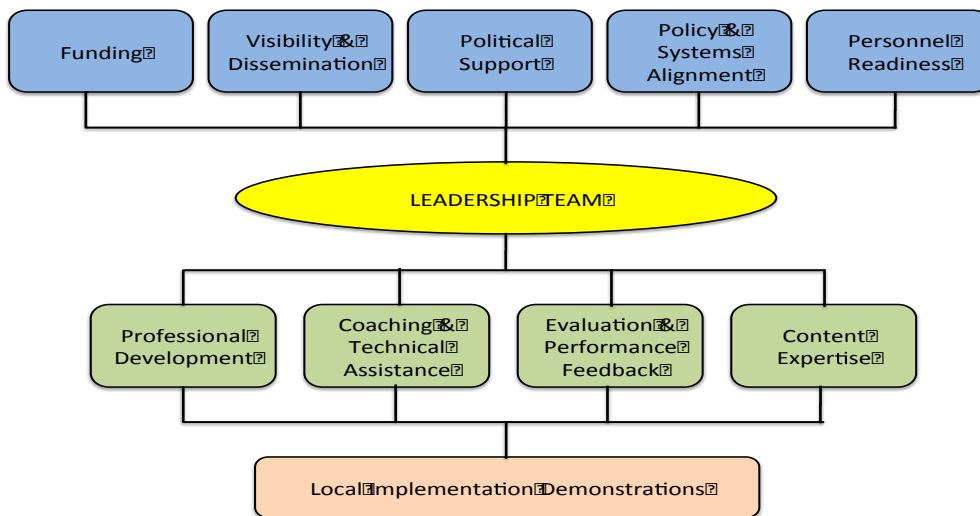 Funding
Visibility &
Dissemination
Political
Support
Policy &
Systems
Alignment
Personnel
Readiness
LEADERSHIP TEAM
Professional
Development
Coaching &
Technical
Assistance
Evaluation &
Performance
Feedback
Content
Expertise
Local Implementation Demonstrations